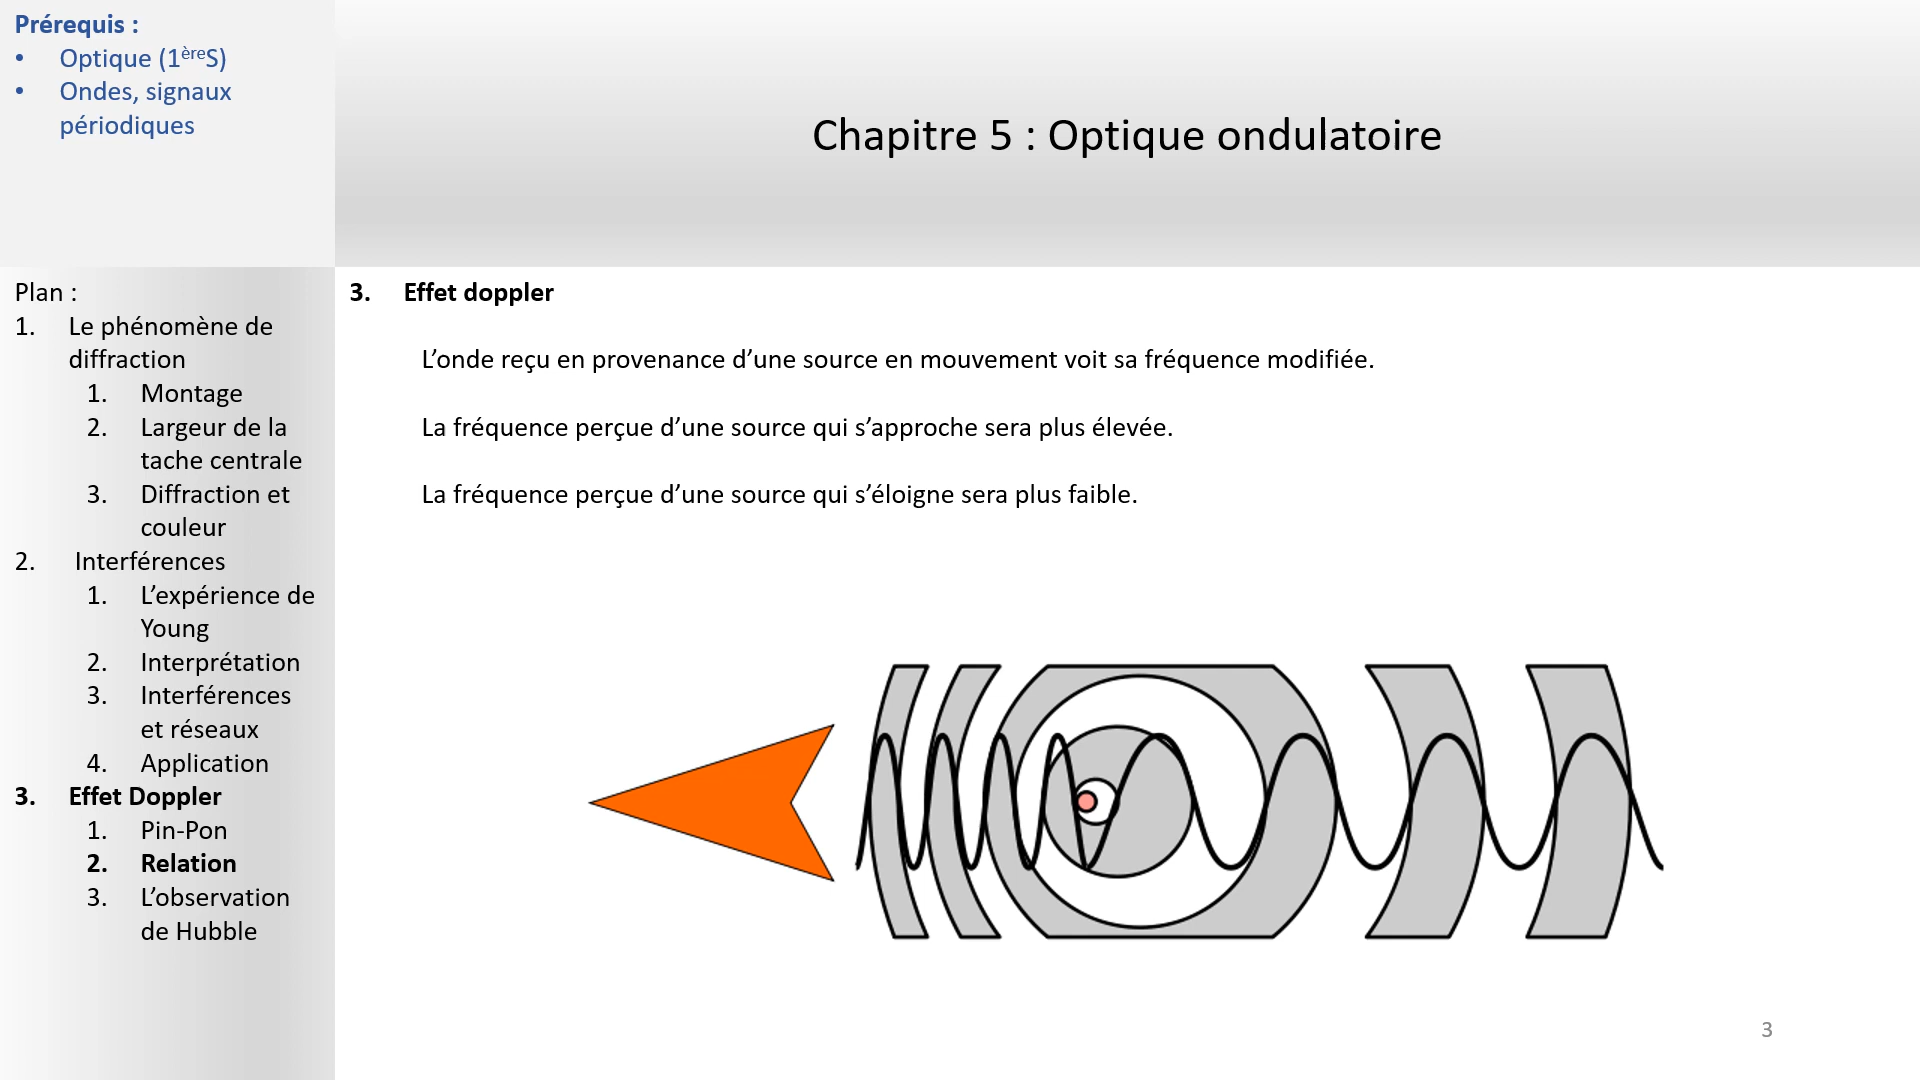 Prérequis :
• Optique (1èreS)
• Ondes, signaux
périodiques
Chapitre 5 : Optique ondulatoire
Plan :
1. Le phénomène de
diffraction
1. Montage
2. Largeur de la
tache centrale
3. Diffraction et
couleur
2. Interférences
1. L’expérience de
Young
2. Interprétation
3. Interférences
et réseaux
4. Application
3. Effet Doppler
1. Pin-Pon
2. Relation
3. L’observation
de Hubble
3. Effet doppler
L’onde reçu en provenance d’une source en mouvement voit sa fréquence modifiée.
La fréquence perçue d’une source qui s’approche sera plus élevée.
La fréquence perçue d’une source qui s’éloigne sera plus faible.
3